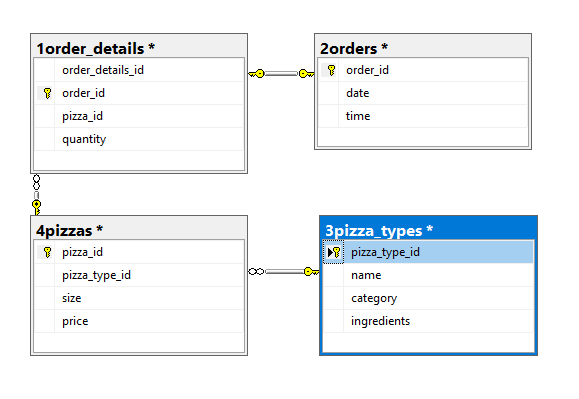 1order_details *
order_details_id
order_id
pizza_id
quantity
2orders *
order_id
date
time
4pizzas *
pizza_id
pizza_type_id
size
price
3pizza_types *
pizza_type_id
name
category
ingredients